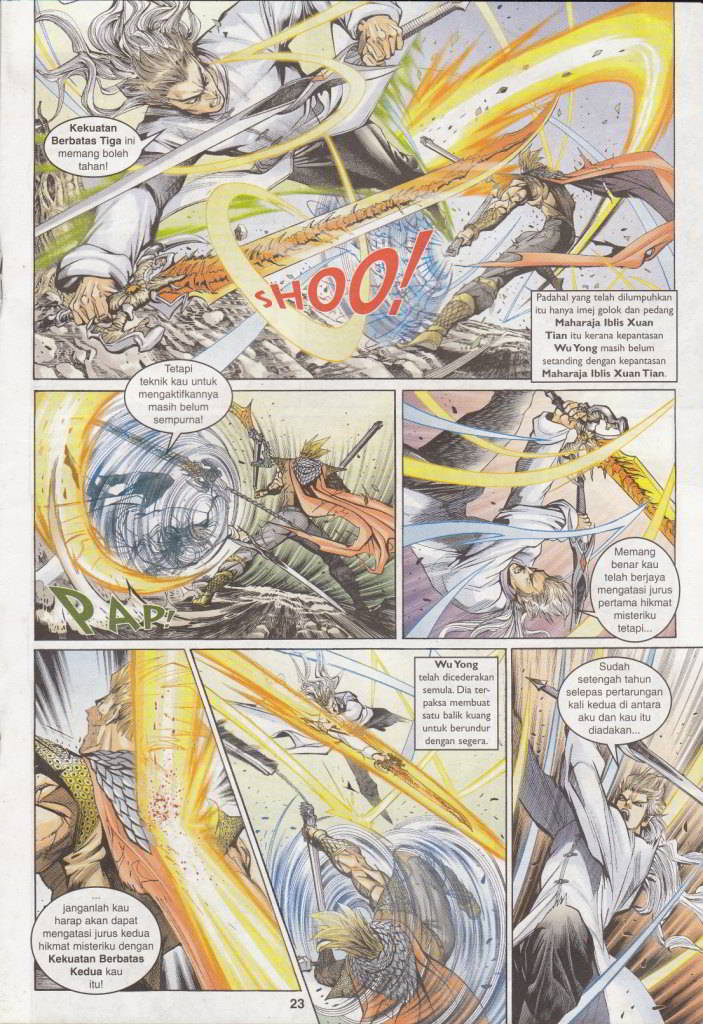 Kekuatan
Berbatas Tiga ini
memang boleh
tahan!
SHOO!
Padahal yang telah dilumpuhkan
itu hanya imej golok dan pedang
Maharaja Iblis Xuan
Tian itu kerana kepantasan
Wu Yong masih belum
setanding dengan kepantasan
Maharaja Iblis Xuan Tian.
Tetapi
teknik kau untuk
mengaktifkannya
masih belum
sempurna!
PAP!
Memang
benar kau
telah berjaya
mengatasi jurus
pertama hikmat
misteriku
tetapi...
...
janganlah kau
harap akan dapat
mengatasi jurus kedua
hikmat misteriku dengan
Kekuatan Berbatas
Kedua kau
itu!
Wu Yong
telah dicederakan
semula. Dia ter-
paksa membuat
satu balik kuang
untuk berundur
dengan segera.
Sudah
setengah tahun
selepas pertarungan
kali kedua di antara
aku dan kau itu
diadakan...
23